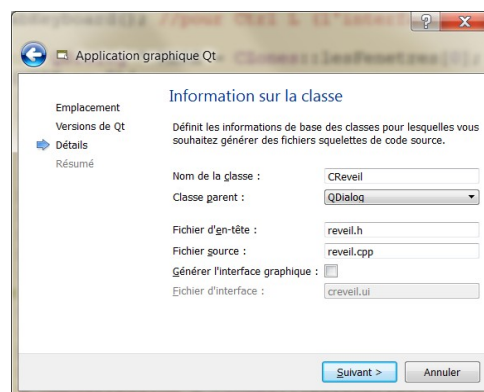 Application graphique Qt
Emplacement
Versions de Qt
Détails
Résumé
Information sur la classe
Définit les informations de base des classes pour lesquelles vous
souhaitez générer des fichiers squelettes de code source.
Nom de la classe : CReveil
Classe parent : QDialog
Fichier d'en-tête : reveil.h
Fichier source : reveil.cpp
Générer l'interface graphique :
Fichier d'interface : creveil.ui
Suivant > Annuler